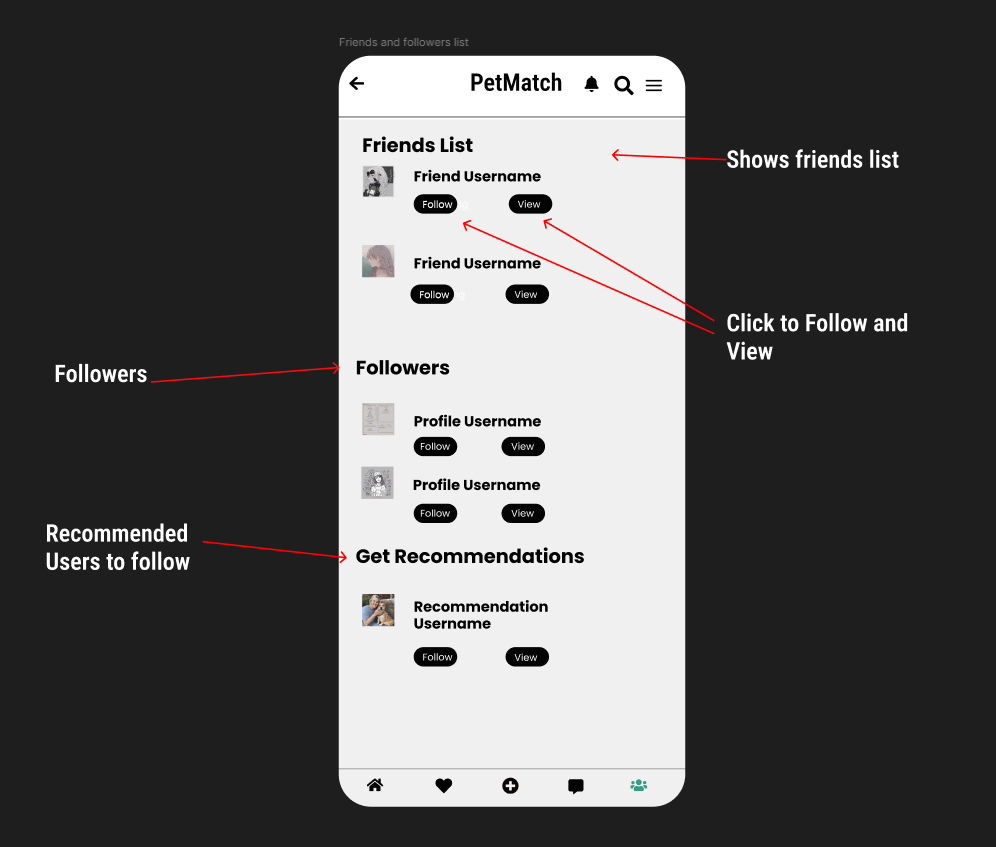 Friends and followers list
PetMatch
Friends List
Shows friends list
Friend Username
Follow View
Friend Username
Follow View
Click to Follow and
View
Followers
Followers
Profile Username
Follow View
Profile Username
Follow View
Recommended
Users to follow
Get Recommendations
Recommendation
Username
Follow View